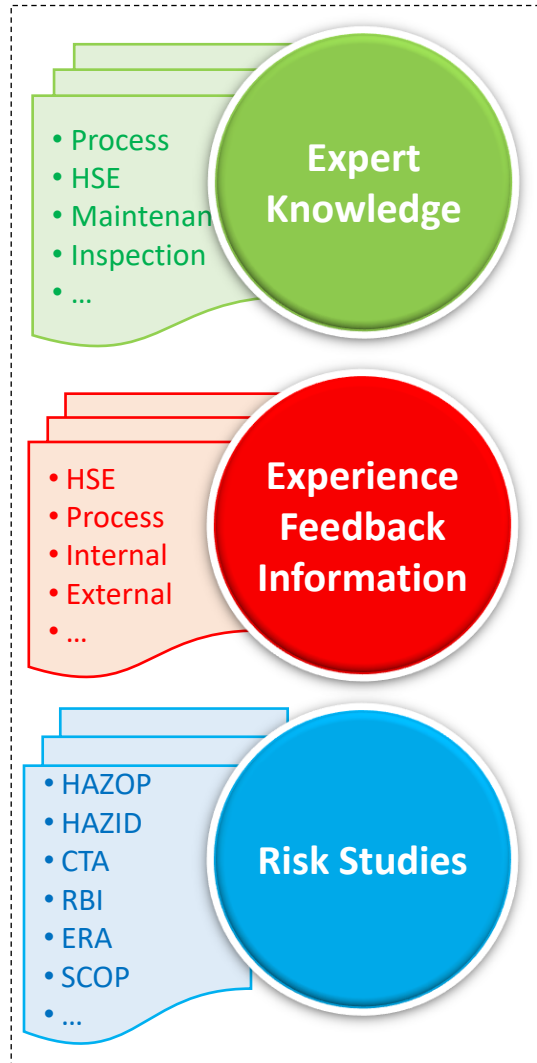 • Process
• HSE
• Maintenan
• Inspection
• ...
Expert
Knowledge
• HSE
• Process
• Internal
• External
• ...
Experience
Feedback
Information
• HAZOP
• HAZID
• CTA
• RBI
• ERA
• SCOP
• ...
Risk Studies